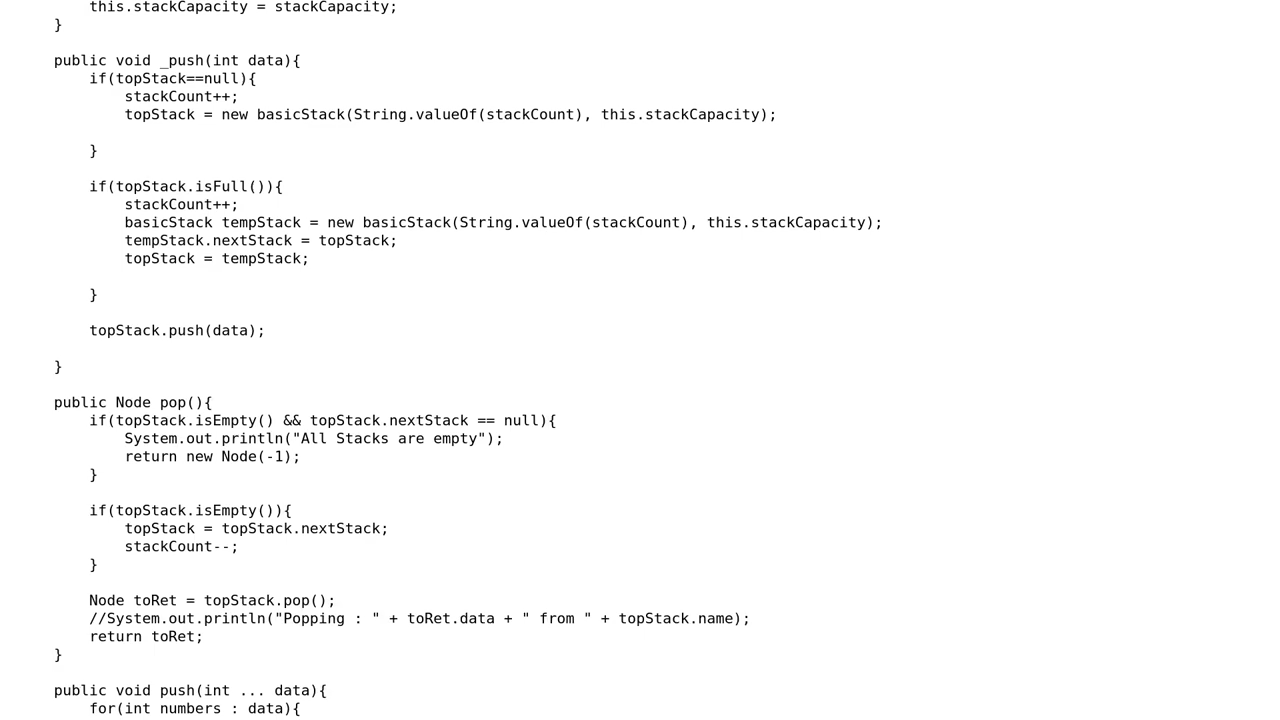 this.stackCapacity = stackCapacity;
}
public void _push(int data){
if(topStack==null){
stackCount++;
topStack = new basicStack(String.valueOf(stackCount), this.stackCapacity);
}
if(topStack.isFull()){
stackCount++;
basicStack tempStack = new basicStack(String.valueOf(stackCount), this.stackCapacity);
tempStack.nextStack = topStack;
topStack = tempStack;
}
topStack.push(data);
}
public Node pop(){
if(topStack.isEmpty() && topStack.nextStack == null){
System.out.println("All Stacks are empty");
return new Node(-1);
}
if(topStack.isEmpty()){
topStack = topStack.nextStack;
stackCount--;
}
Node toRet = topStack.pop();
//System.out.println("Popping : " + toRet.data + " from " + topStack.name);
return toRet;
}
public void push(int ... data){
for(int numbers : data){